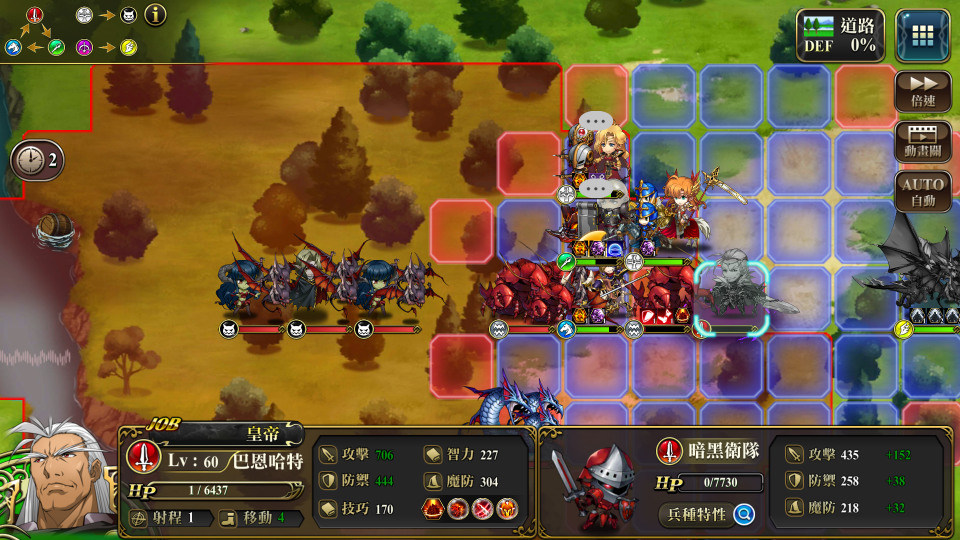 道路
DEF 0%
倍速
動畫關
AUTO
自動
2
JOB
皇帝
Lv：60 巴恩哈特
HP
1/6437
射程 1
移動 4
攻擊 706
智力 227
防禦 444
魔防 304
技巧 170
暗黑衛隊
HP 0/7730
兵種特性
攻擊 435 +152
防禦 258 +38
魔防 218 +32